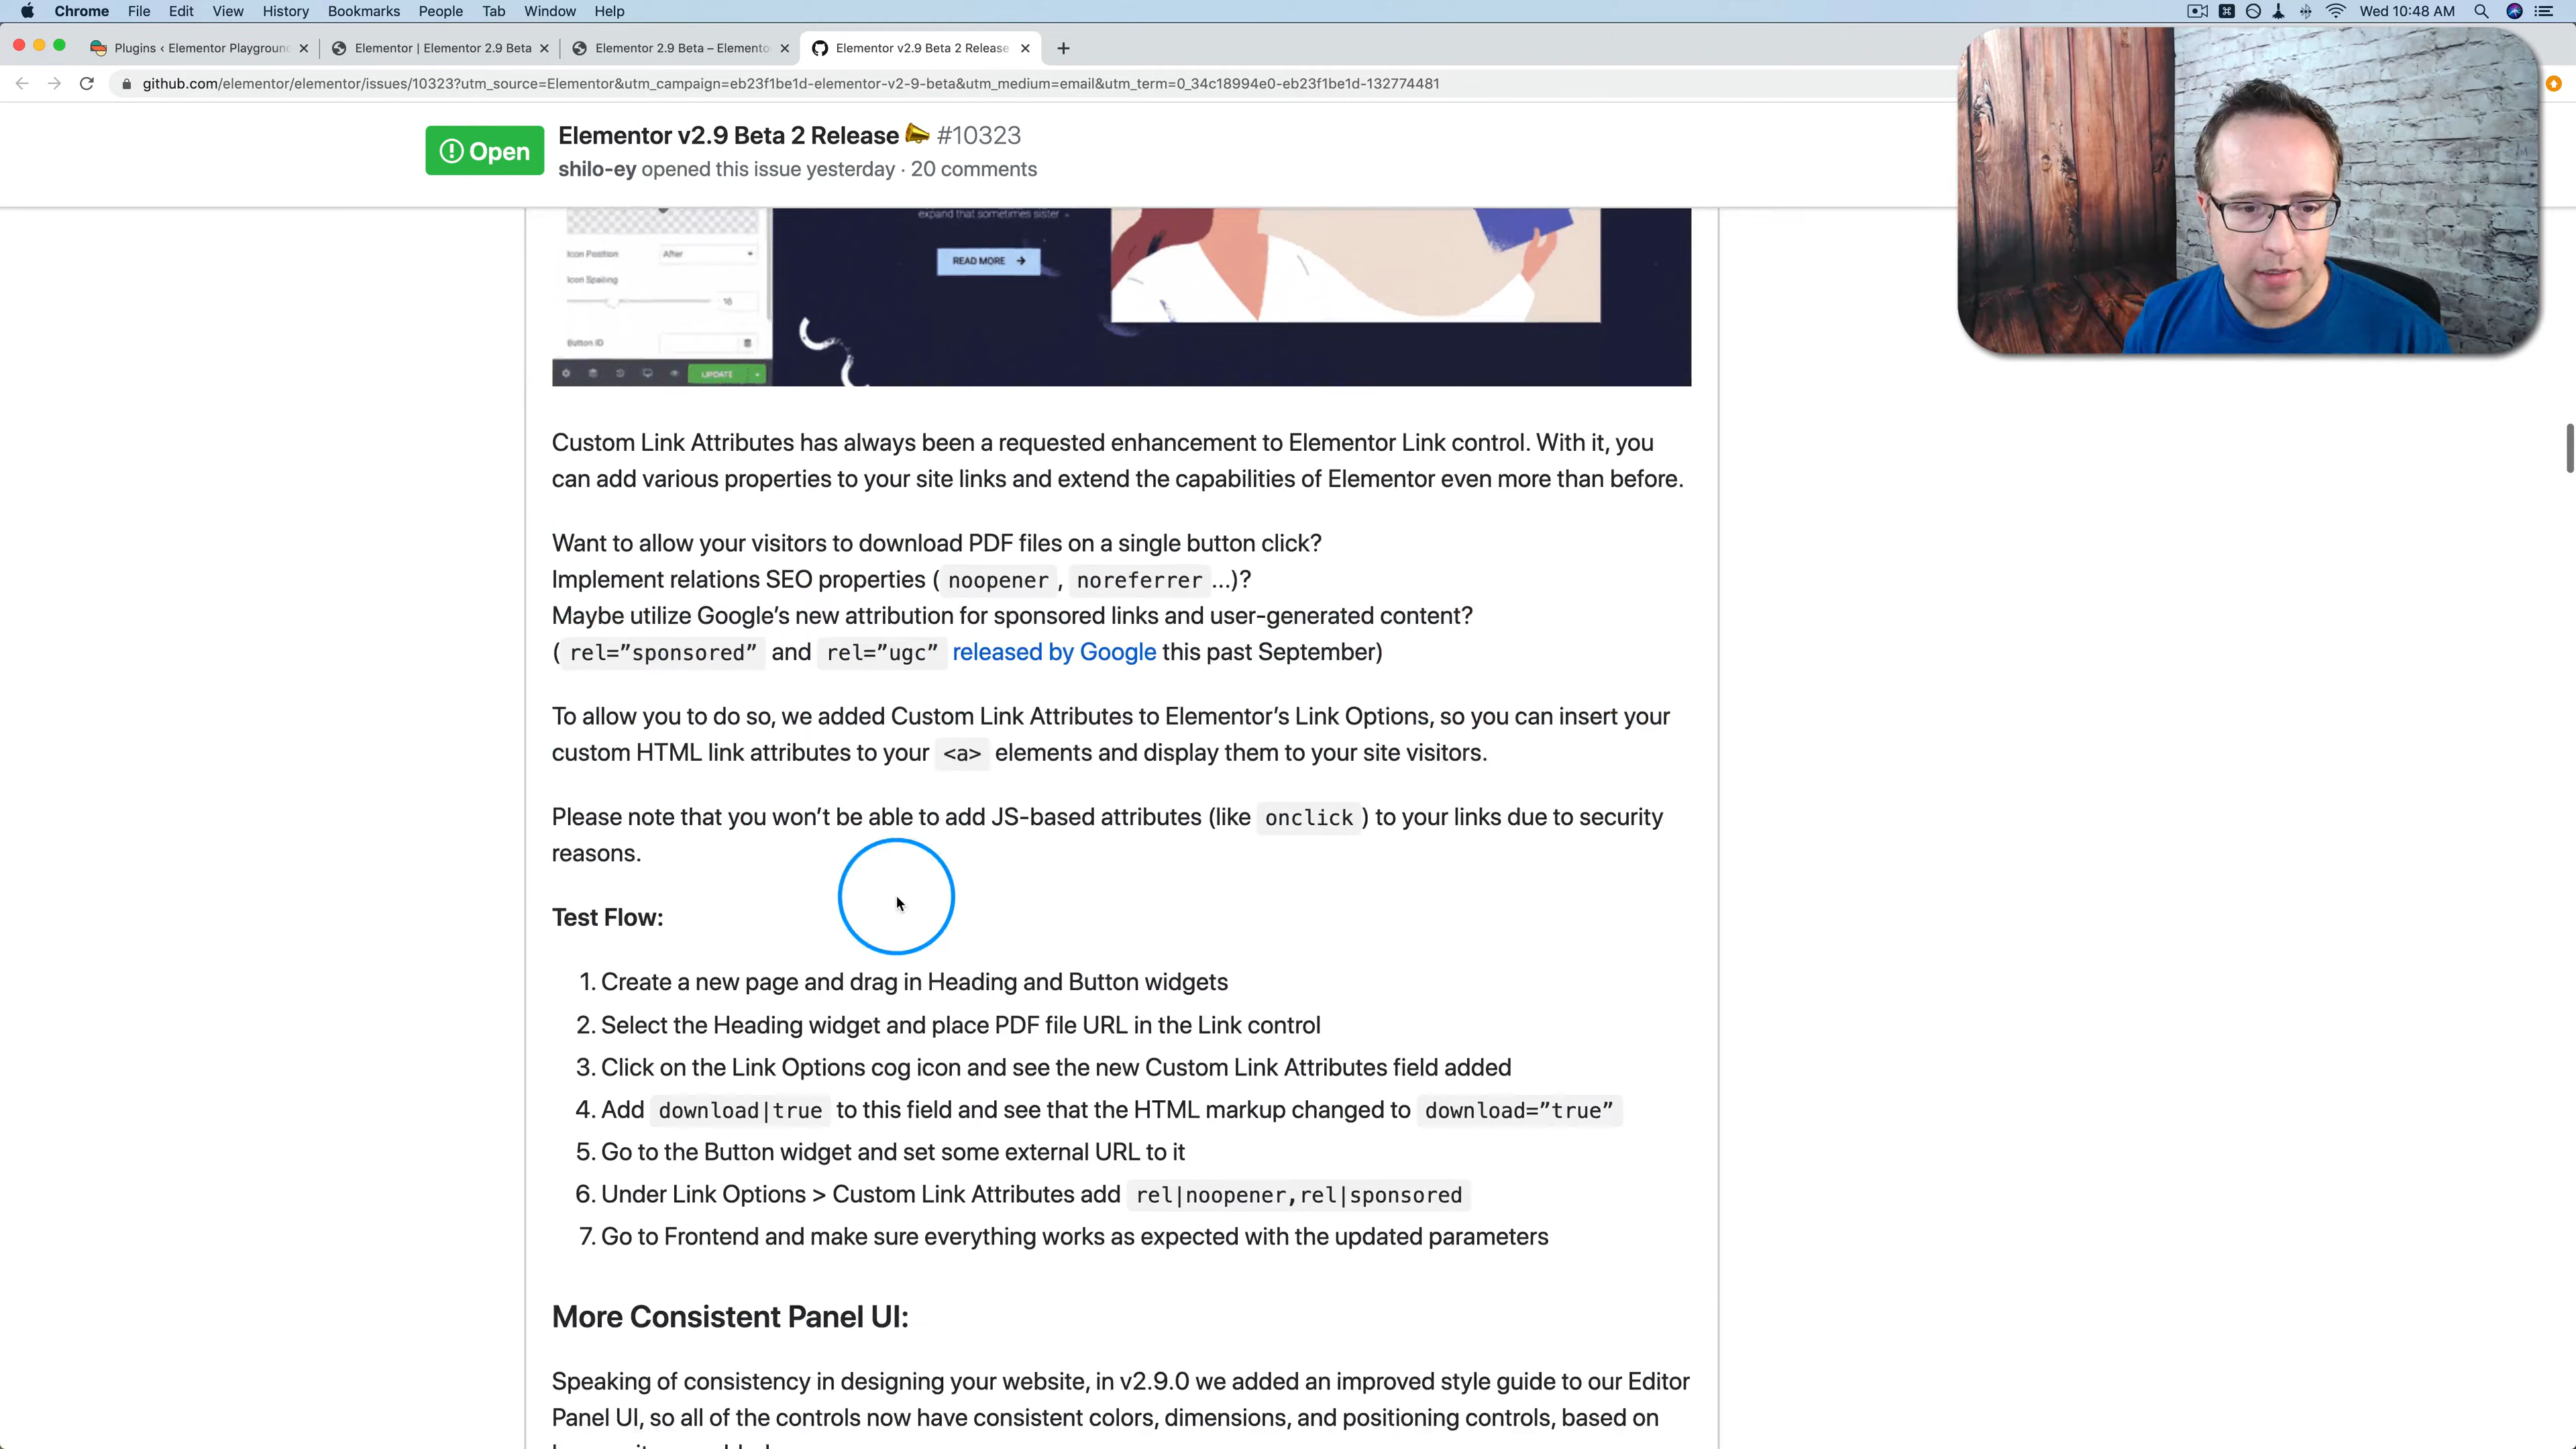 Chrome File Edit View History Bookmarks People Tab Window Help Wed 10:48 AM
Plugins ‹ Elementor Playground Elementor | Elementor 2.9 Beta Elementor 2.9 Beta – Elemento Elementor v2.9 Beta 2 Release
github.com/elementor/elementor/issues/10323?utm_source=Elementor&utm_campaign=eb23f1be1d-elementor-v2-9-beta&utm_medium=email&utm_term=0_34c18994e0-eb23f1be1d-132774481
Open
Elementor v2.9 Beta 2 Release #10323
shilo-ey opened this issue yesterday · 20 comments
expand that sometimes sister
Icon Position After
READ MORE →
Icon Spacing
16
Button ID
UPDATE
Custom Link Attributes has always been a requested enhancement to Elementor Link control. With it, you
can add various properties to your site links and extend the capabilities of Elementor even more than before.
Want to allow your visitors to download PDF files on a single button click?
Implement relations SEO properties ( noopener , noreferrer ...)?
Maybe utilize Google’s new attribution for sponsored links and user-generated content?
( rel=”sponsored” and rel=”ugc” released by Google this past September)
To allow you to do so, we added Custom Link Attributes to Elementor’s Link Options, so you can insert your
custom HTML link attributes to your <a> elements and display them to your site visitors.
Please note that you won’t be able to add JS-based attributes (like onclick ) to your links due to security
reasons.
Test Flow:
1. Create a new page and drag in Heading and Button widgets
2. Select the Heading widget and place PDF file URL in the Link control
3. Click on the Link Options cog icon and see the new Custom Link Attributes field added
4. Add download|true to this field and see that the HTML markup changed to download=”true”
5. Go to the Button widget and set some external URL to it
6. Under Link Options > Custom Link Attributes add rel|noopener,rel|sponsored
7. Go to Frontend and make sure everything works as expected with the updated parameters
More Consistent Panel UI:
Speaking of consistency in designing your website, in v2.9.0 we added an improved style guide to our Editor
Panel UI, so all of the controls now have consistent colors, dimensions, and positioning controls, based on